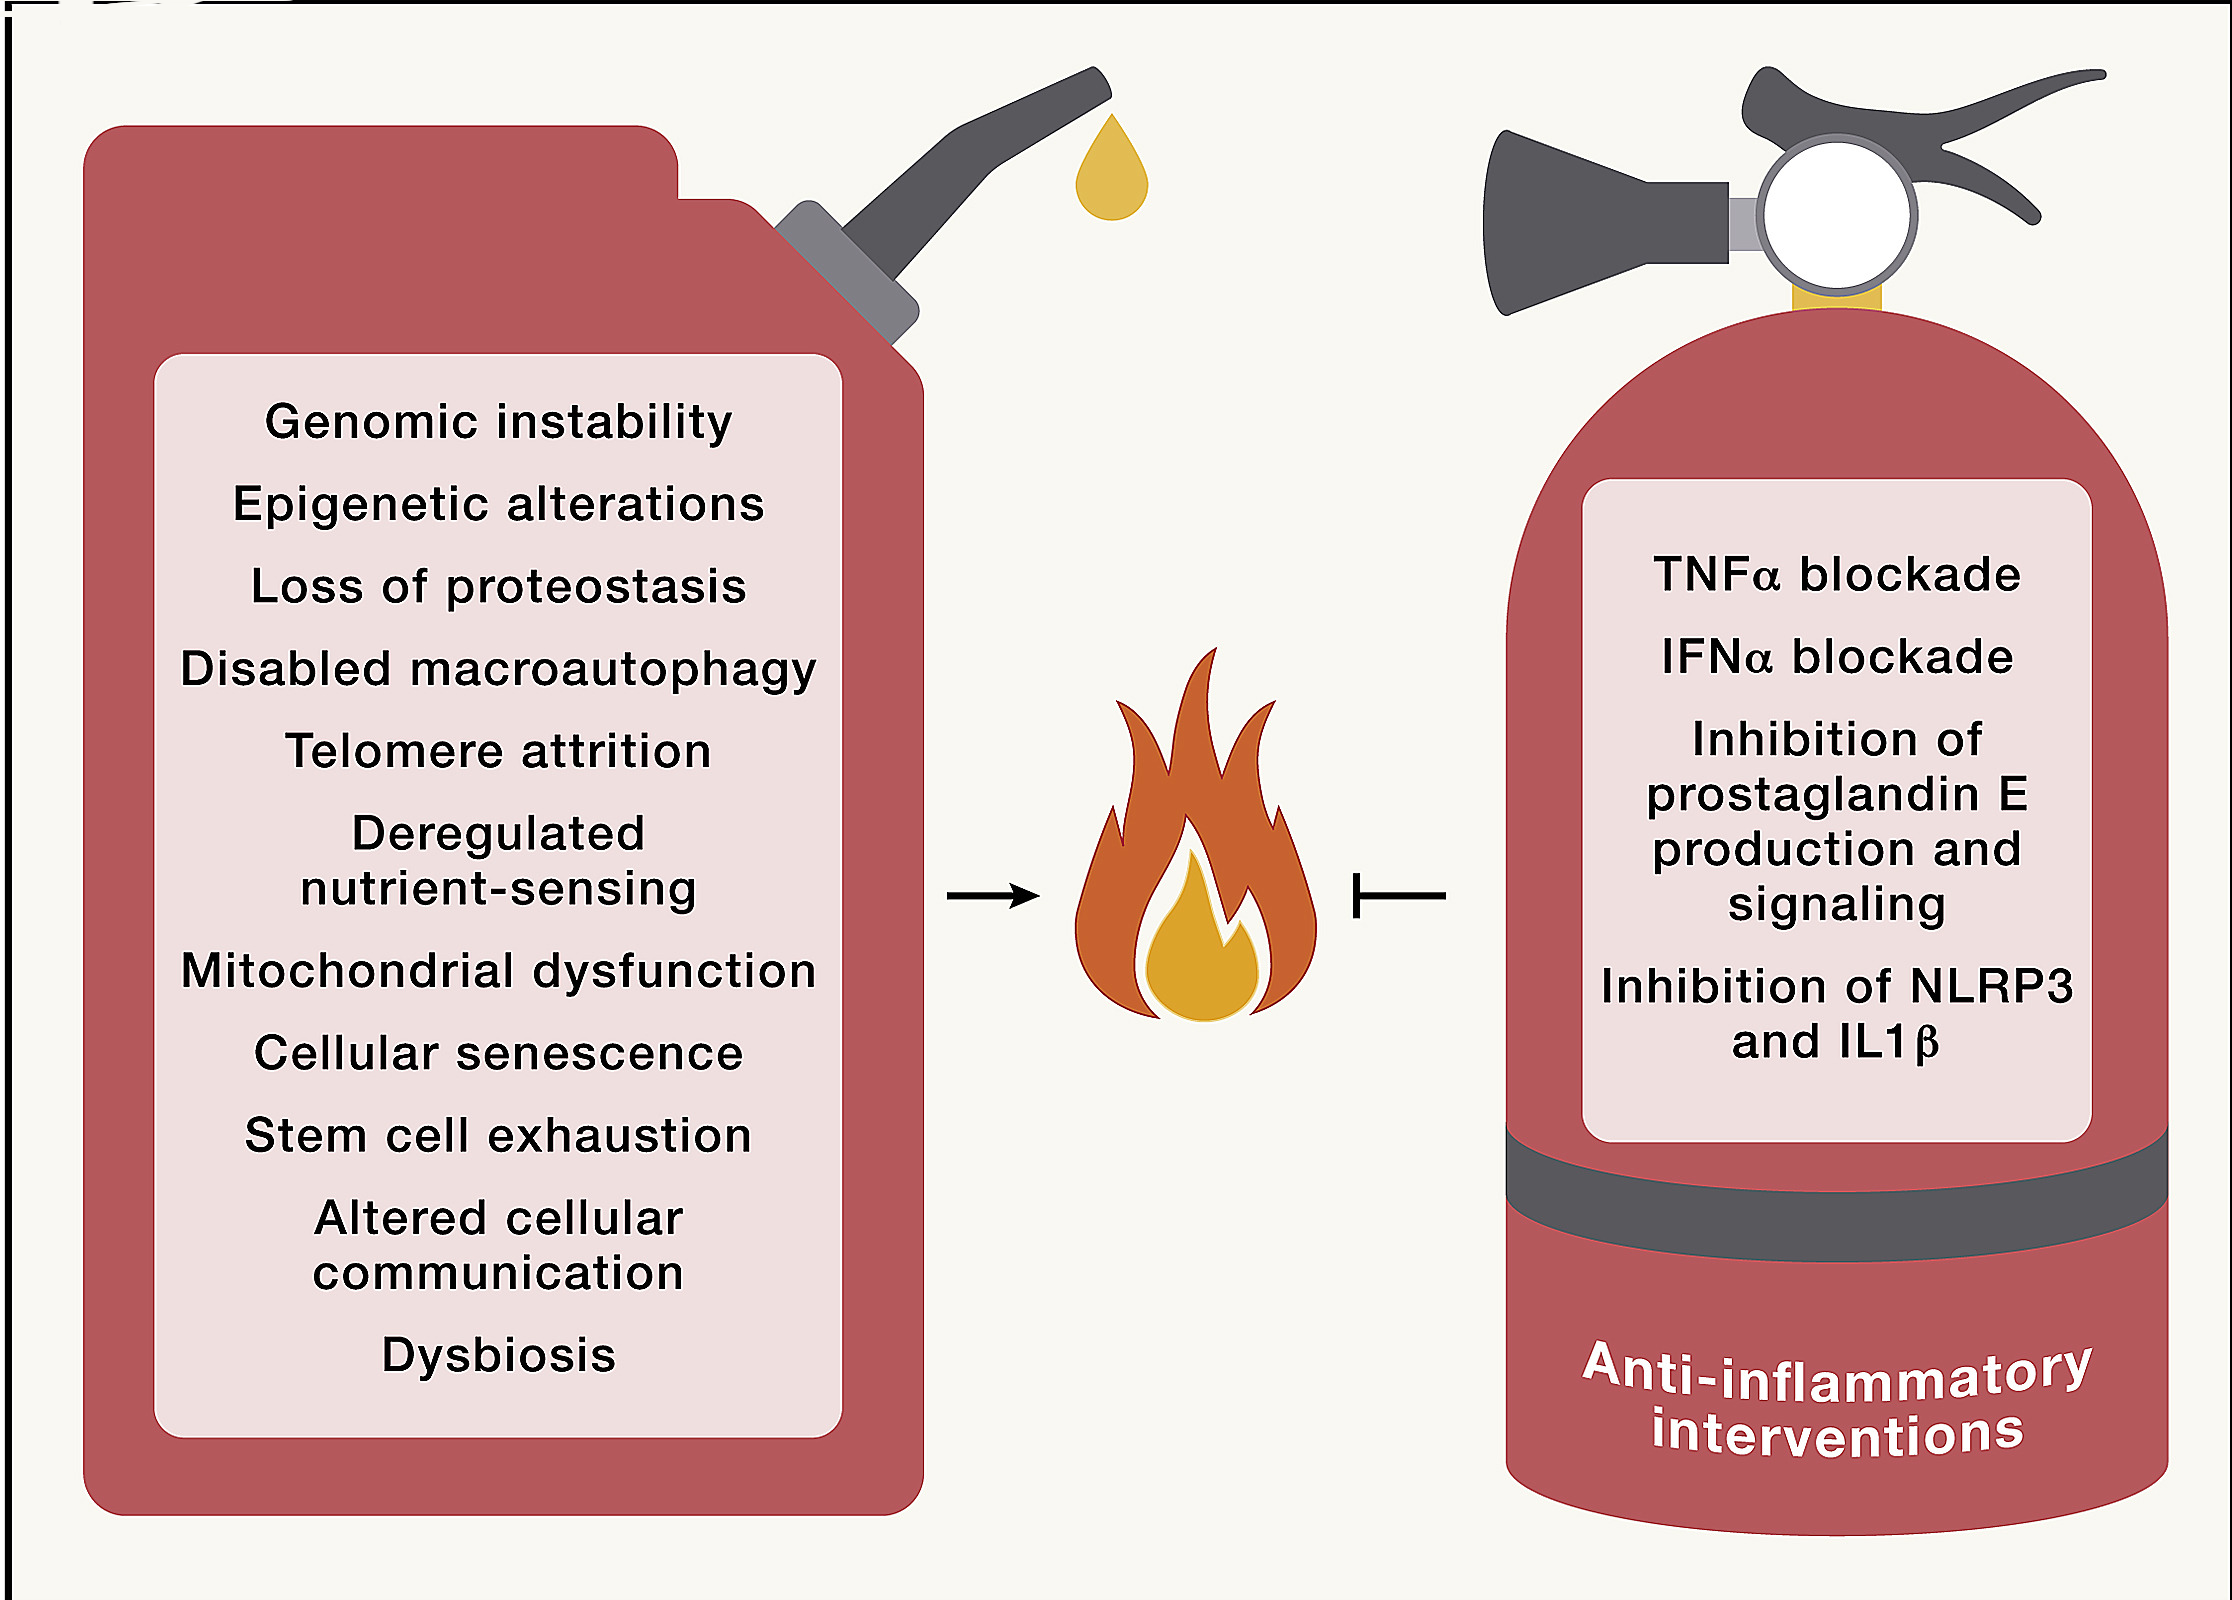 Genomic instability
Epigenetic alterations
Loss of proteostasis
Disabled macroautophagy
Telomere attrition
Deregulated
nutrient-sensing
Mitochondrial dysfunction
Cellular senescence
Stem cell exhaustion
Altered cellular
communication
Dysbiosis
TNFα blockade
IFNα blockade
Inhibition of
prostaglandin E
production and
signaling
Inhibition of NLRP3
and IL1β
Anti-inflammatory
interventions